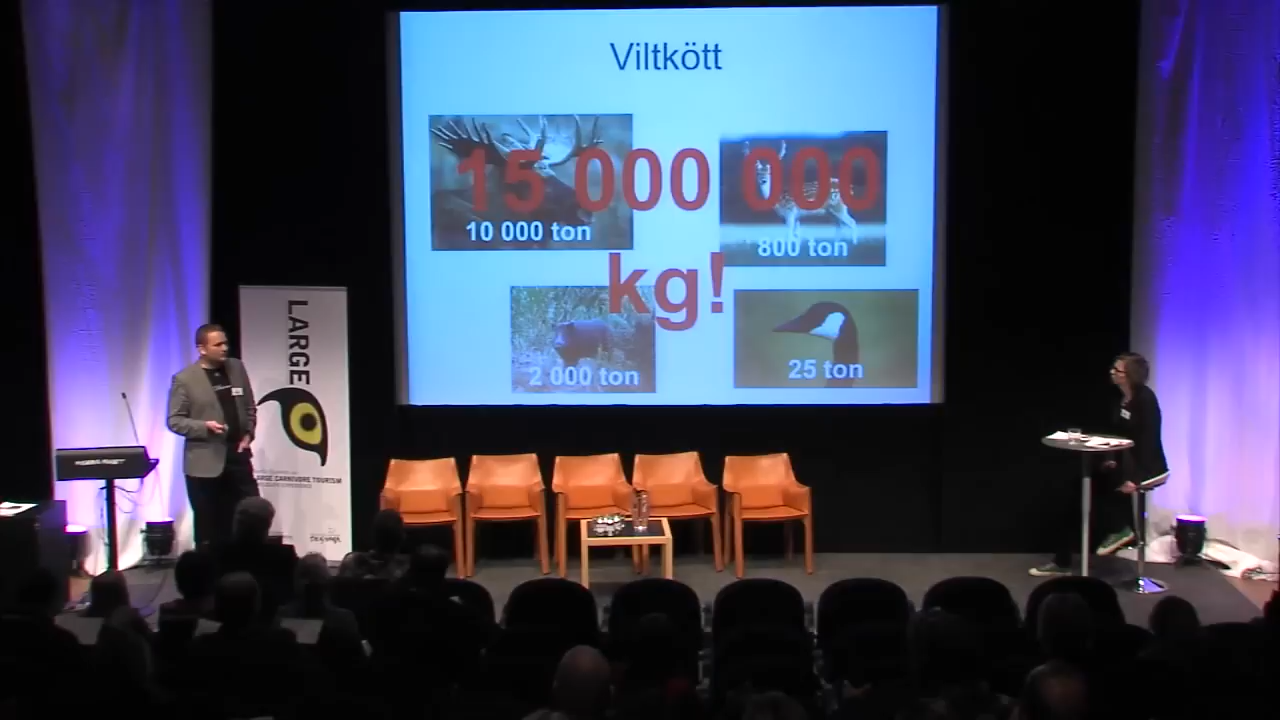 Viltkött
15 000 000
10 000 ton
800 ton
kg!
2 000 ton
25 ton
LARGE
LARGE CARNIVORE TOURISM